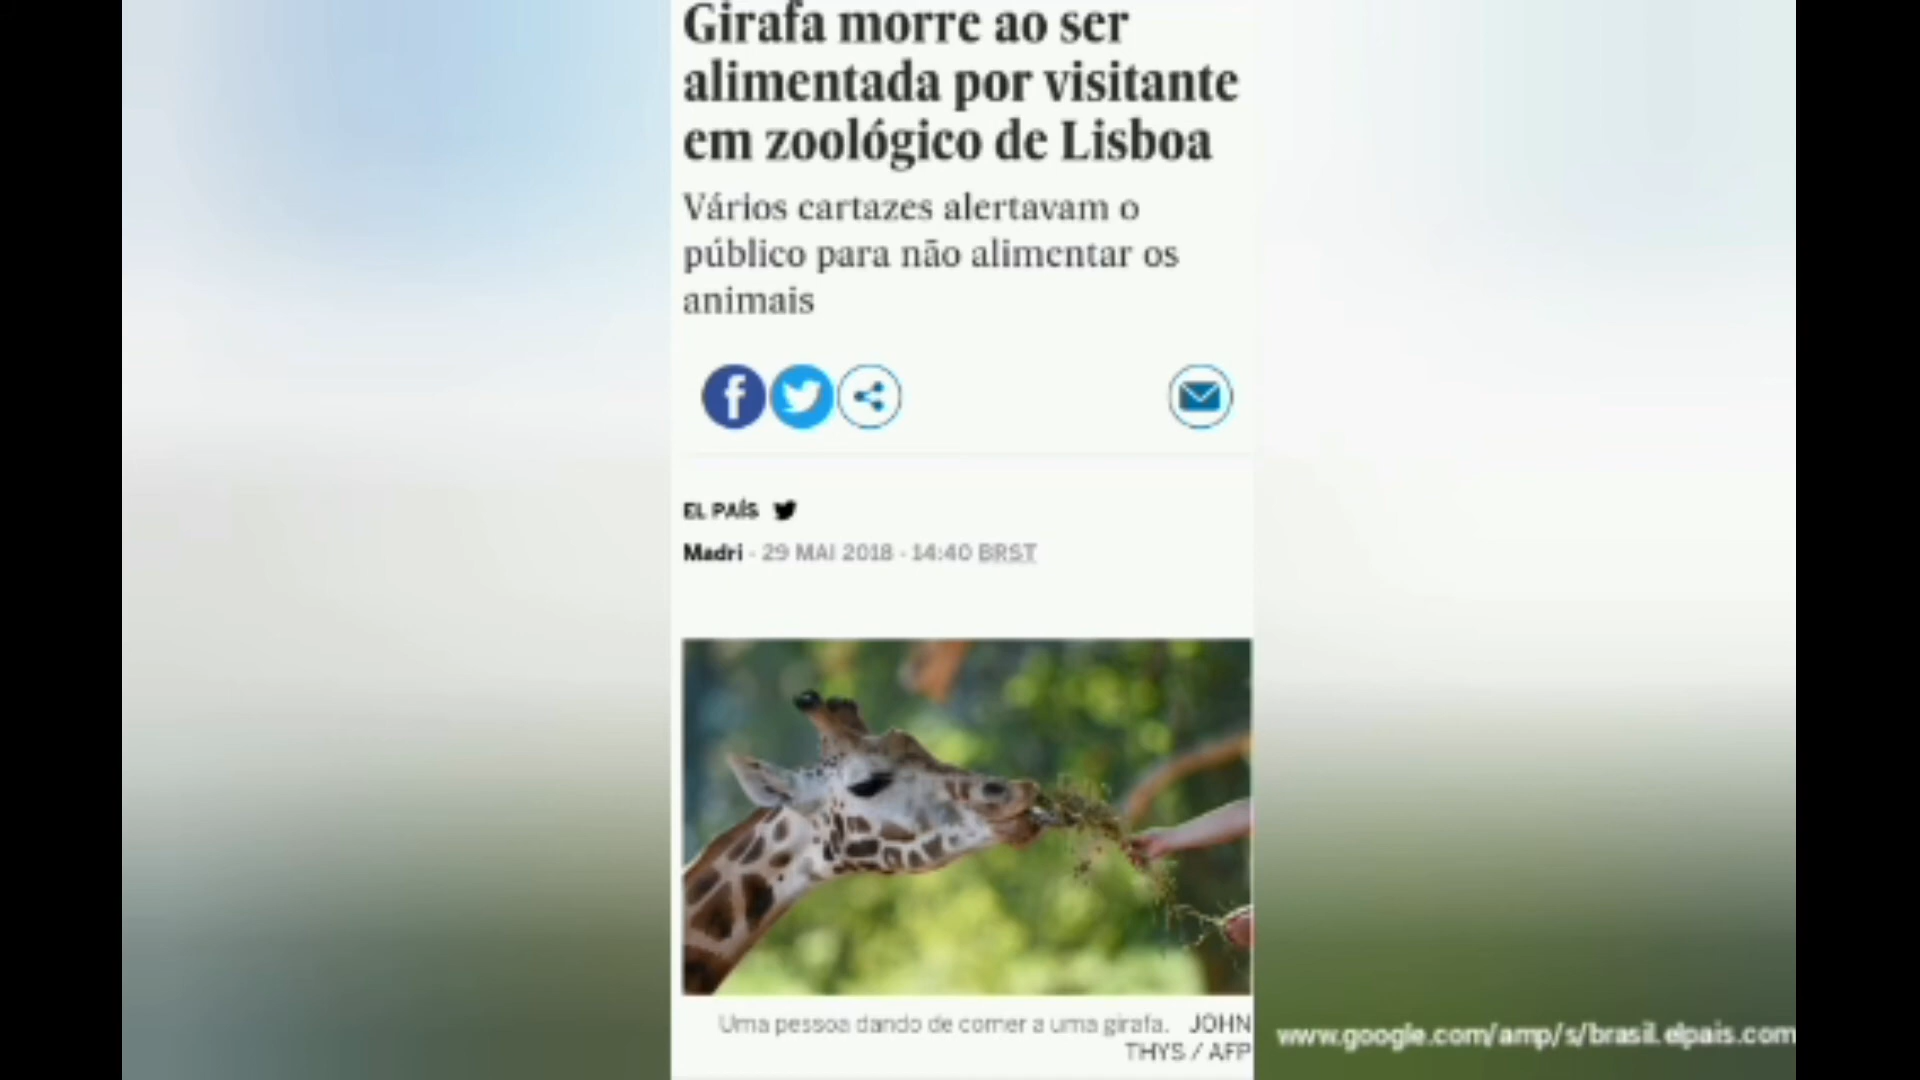 Girafa morre ao ser
alimentada por visitante
em zoológico de Lisboa
Vários cartazes alertavam o
público para não alimentar os
animais
EL PAÍS
Madri - 29 MAI 2018 - 14:40 BRST
Uma pessoa dando de comer a uma girafa. JOHN
THYS / AFP
www.google.com/amp/s/brasil.elpais.com